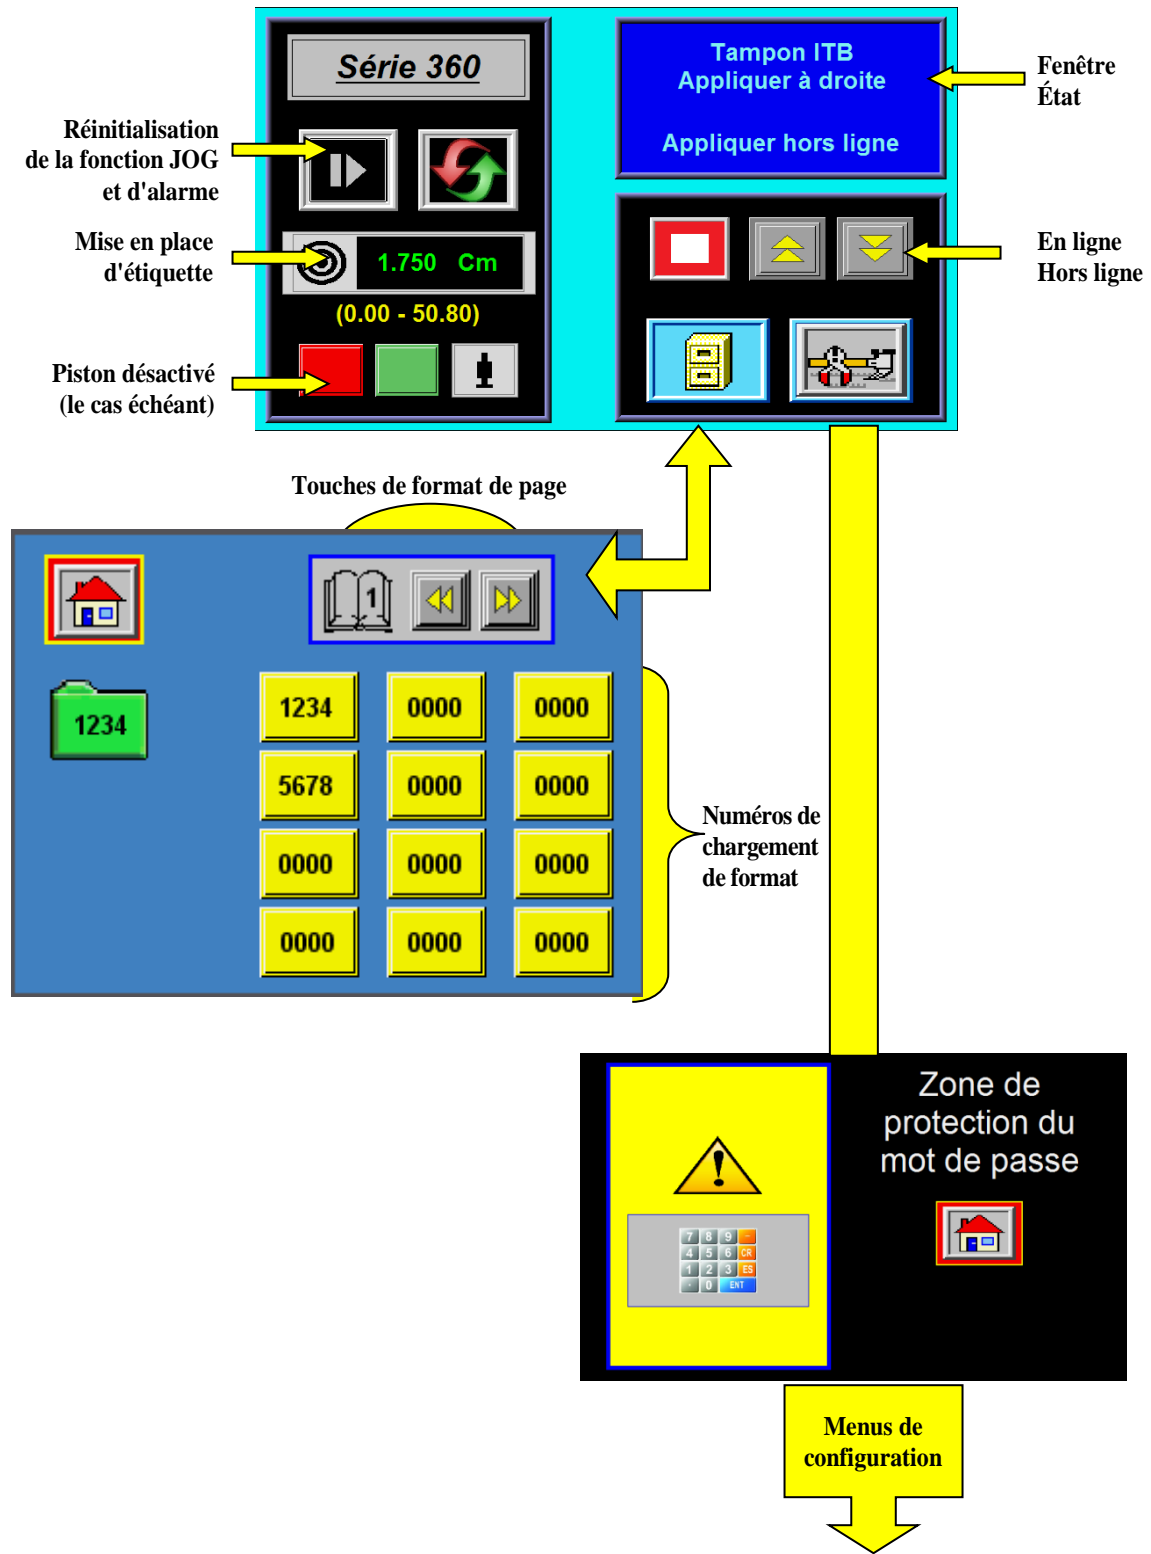 Série 360
Tampon ITB
Appliquer à droite
Appliquer hors ligne
Fenêtre
État
Réinitialisation
de la fonction JOG
et d'alarme
Mise en place
d'étiquette
1.750 Cm
(0.00 - 50.80)
En ligne
Hors ligne
Piston désactivé
(le cas échéant)
Touches de format de page
1
1234
1234 0000 0000
5678 0000 0000
0000 0000 0000
0000 0000 0000
Numéros de
chargement
de format
Zone de
protection du
mot de passe
7 8 9 -
4 5 6 CR
1 2 3 ES
. 0 ENT
Menus de
configuration